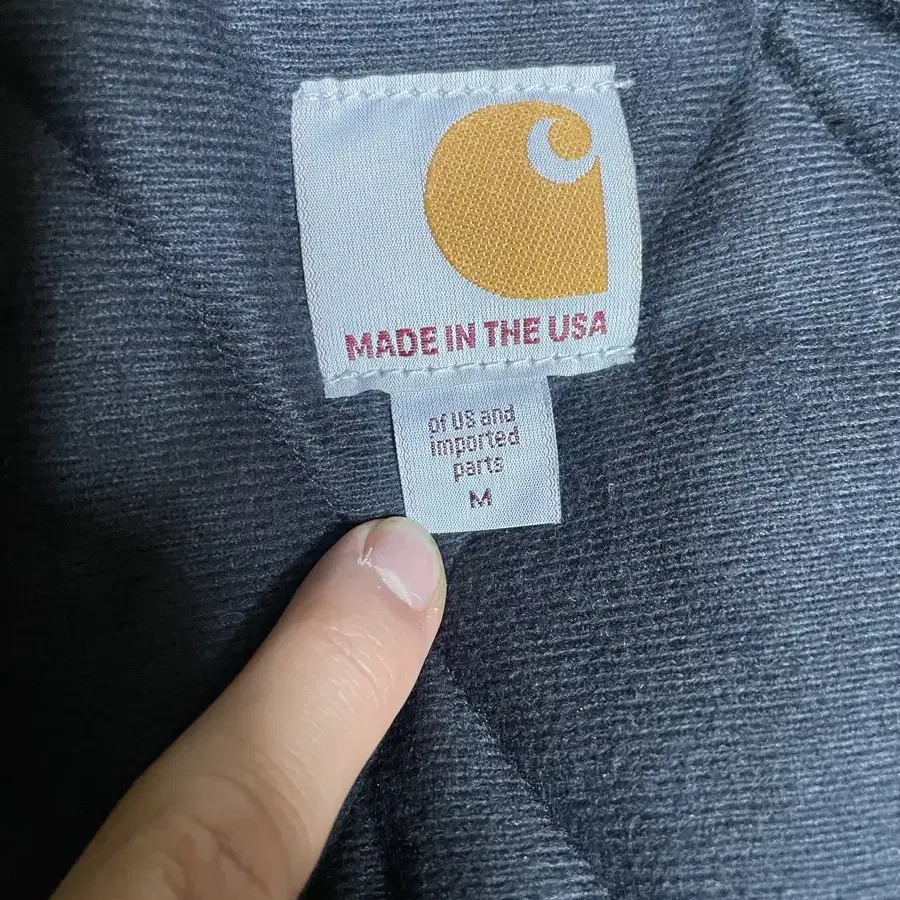 MADE IN THE USA
of US and
imported
parts
M